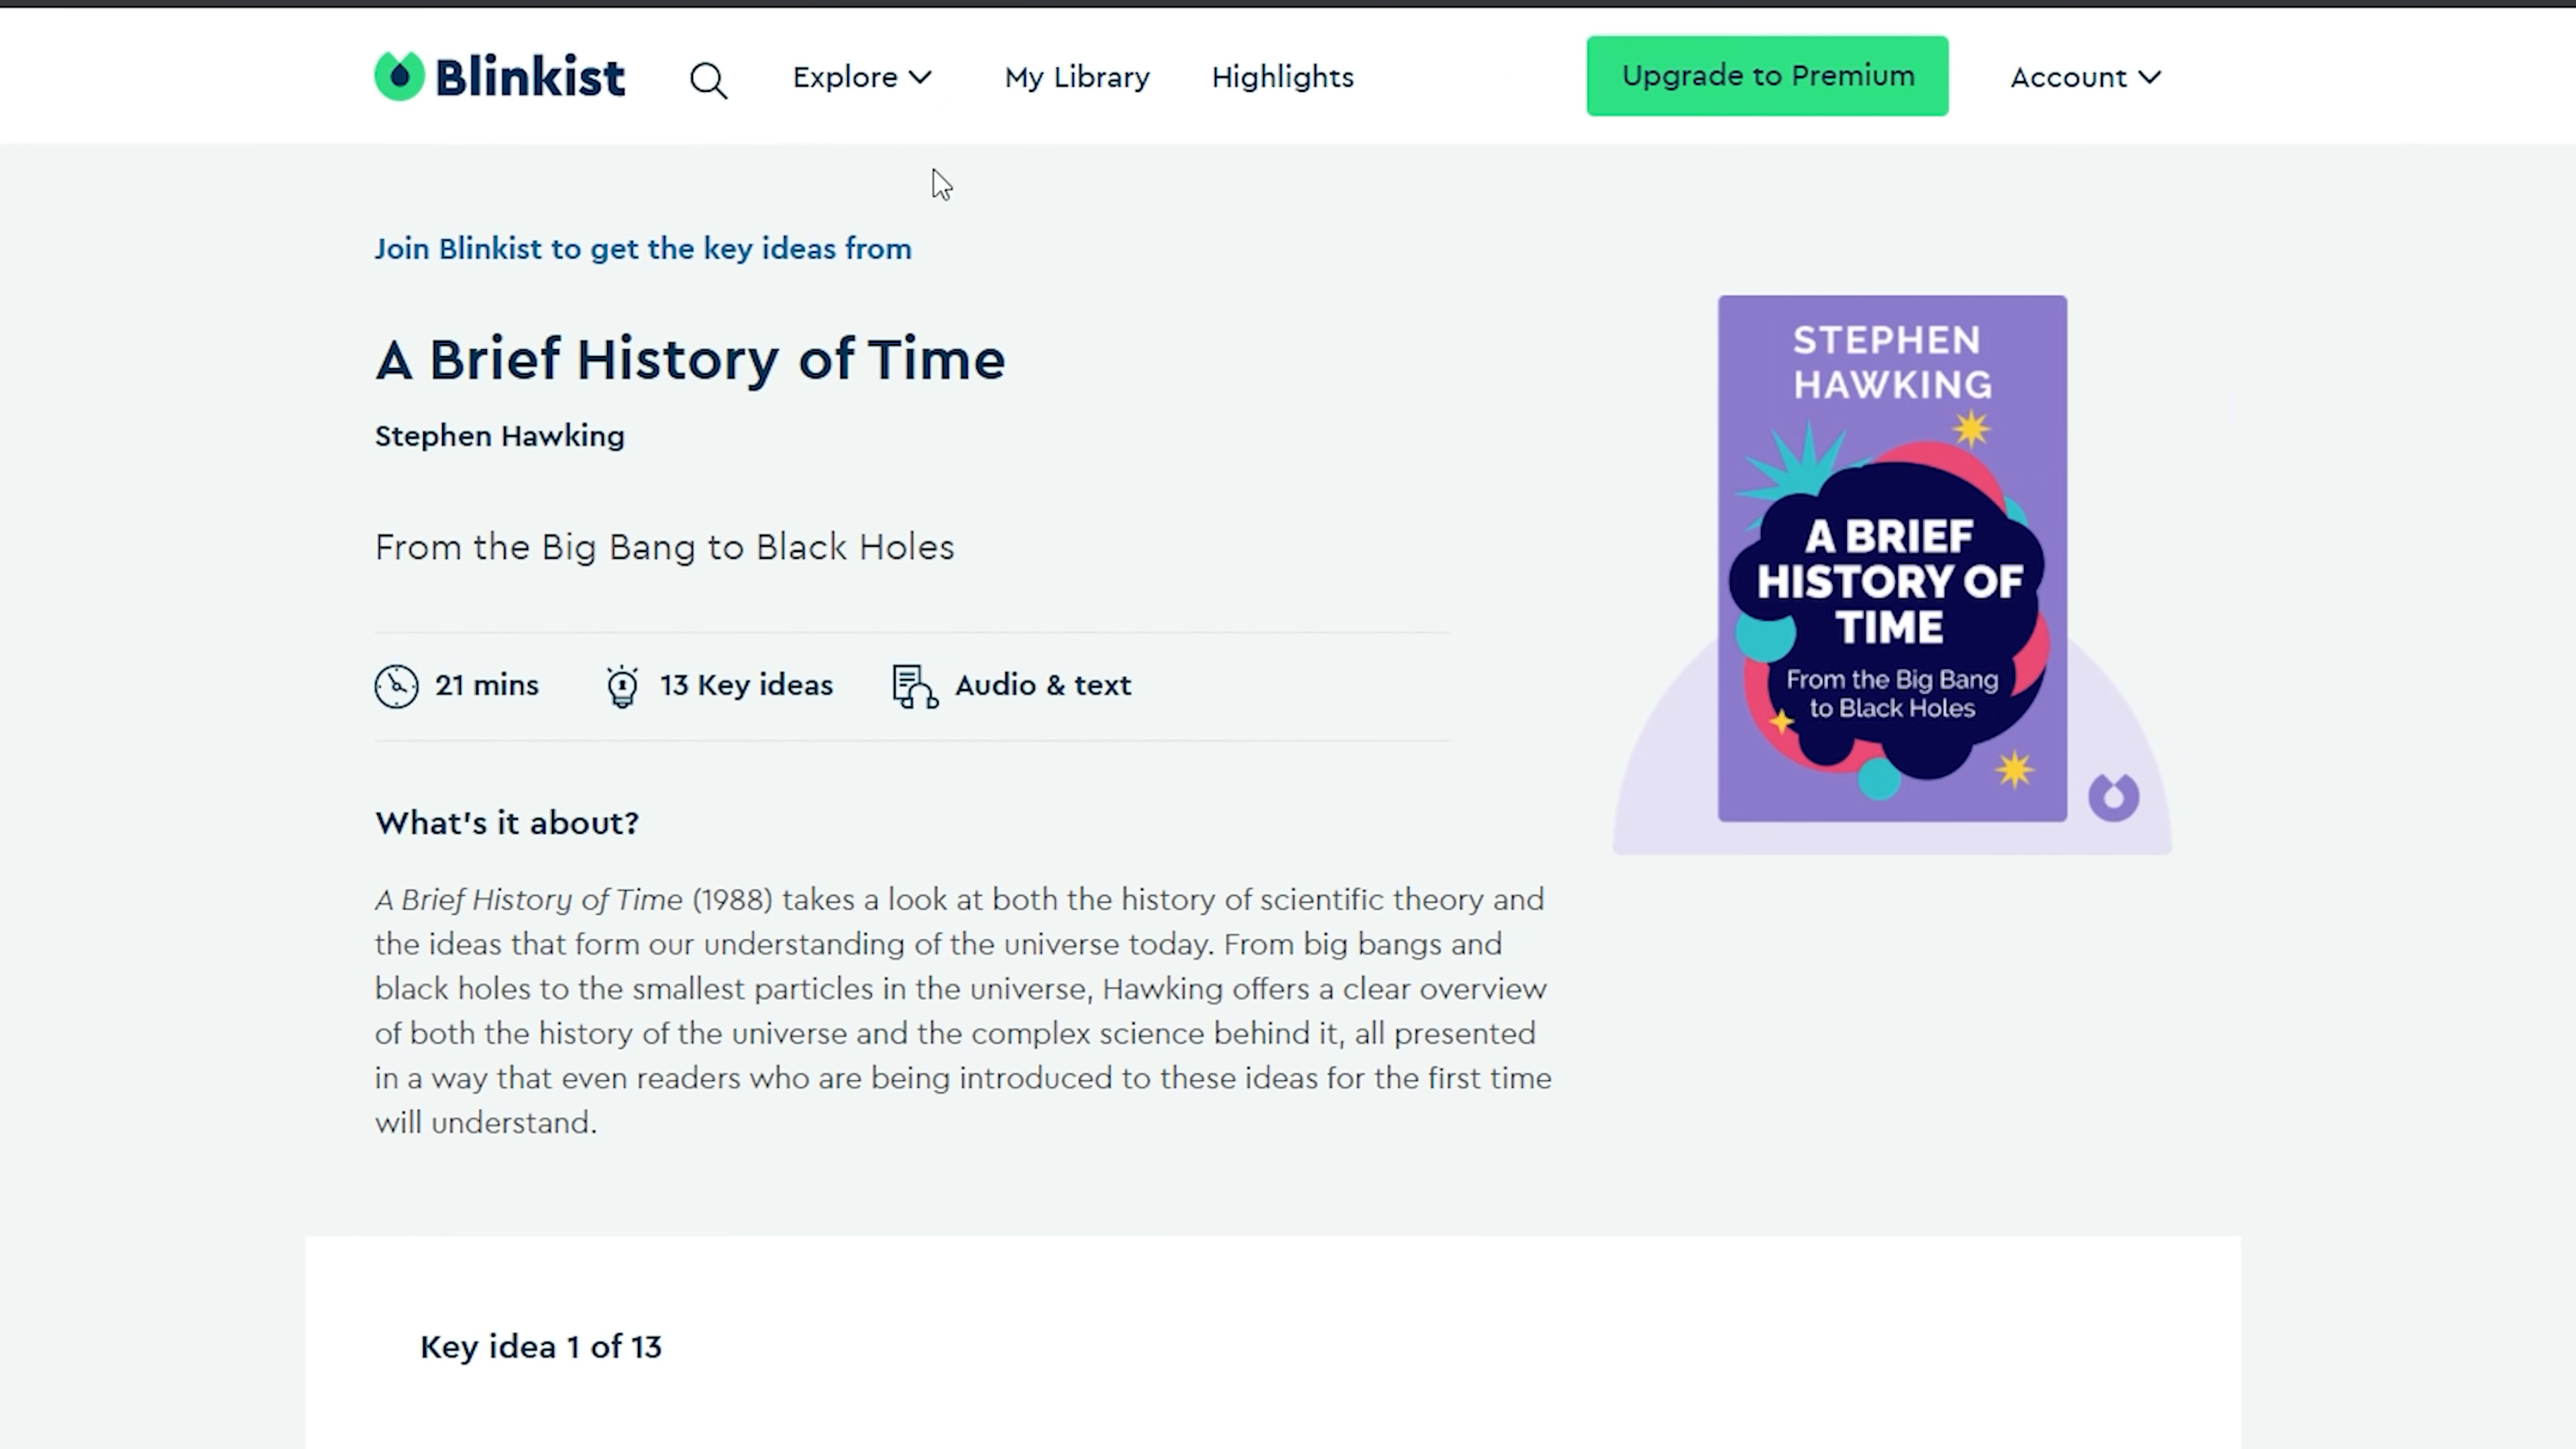 Blinkist
Explore
My Library
Highlights
Upgrade to Premium
Account
Join Blinkist to get the key ideas from
A Brief History of Time
Stephen Hawking
From the Big Bang to Black Holes
21 mins
13 Key ideas
Audio & text
What's it about?
A Brief History of Time (1988) takes a look at both the history of scientific theory and
the ideas that form our understanding of the universe today. From big bangs and
black holes to the smallest particles in the universe, Hawking offers a clear overview
of both the history of the universe and the complex science behind it, all presented
in a way that even readers who are being introduced to these ideas for the first time
will understand.
STEPHEN
HAWKING
A BRIEF
HISTORY OF
TIME
From the Big Bang
to Black Holes
Key idea 1 of 13